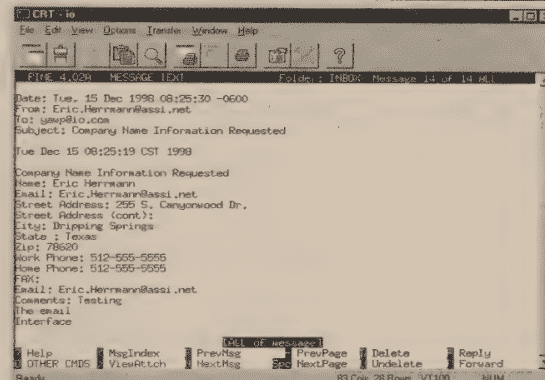 CRT - io
File Edit View Options Transfer Window Help
PINE 4.02A MESSAGE TEXT Folder: INBOX Message 14 of 14 ALL
Date: Tue, 15 Dec 1998 08:25:30 -0600
From: Eric.Herrmann@assi.net
To: yawp@io.com
Subject: Company Name Information Requested
Tue Dec 15 08:25:19 CST 1998
Company Name Information Requested
Name: Eric Herrmann
Email: Eric.Herrmann@assi.net
Street Address: 255 S. Canyonwood Dr.
Street Address (cont):
City: Dripping Springs
State : Texas
Zip: 78620
Work Phone: 512-555-5555
Home Phone: 512-555-5555
FAX:
Email: Eric.Herrmann@assi.net
Comments: Testing
The email
Interface
[ALL of message]
? Help MsgIndex PrevMsg PrevPage Delete Reply
OTHER CMDS ViewAttch NextMsg Spc NextPage Undelete Forward
Ready 83 Cols, 28 Rows VT100 NUM